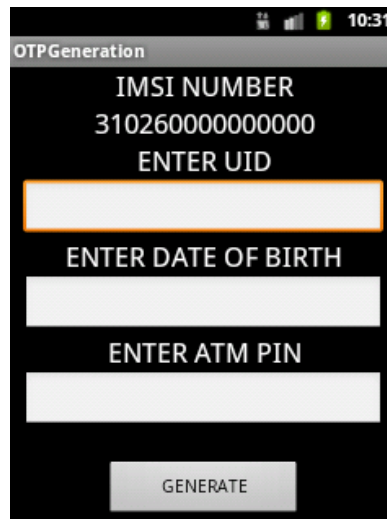 10:31
OTPGeneration
IMSI NUMBER
310260000000000
ENTER UID
ENTER DATE OF BIRTH
ENTER ATM PIN
GENERATE